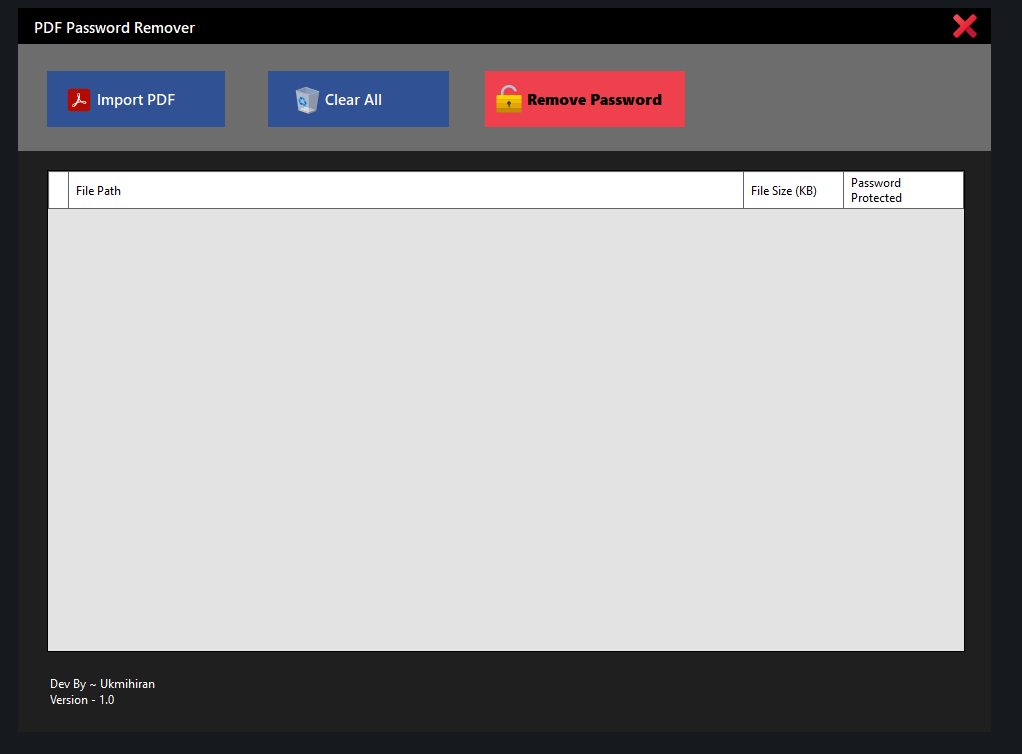 PDF Password Remover
Import PDF
Clear All
Remove Password
File Path
File Size (KB)
Password
Protected
Dev By ~ Ukmihiran
Version - 1.0